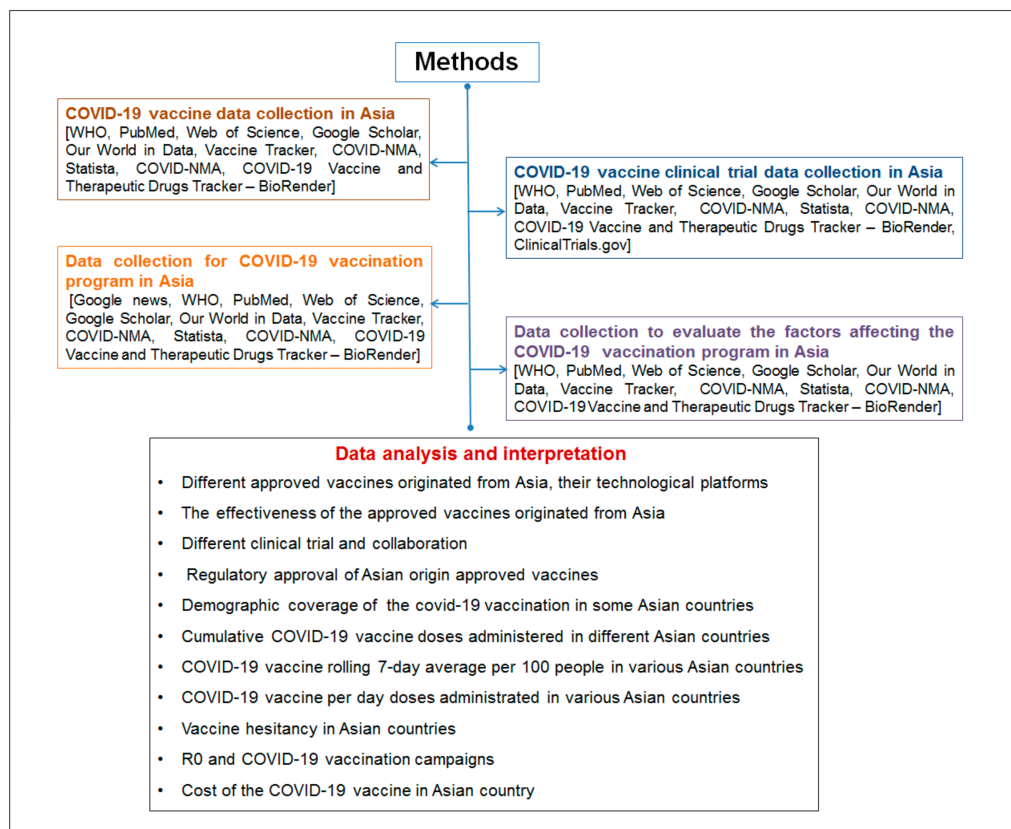 Methods
COVID-19 vaccine data collection in Asia
[WHO, PubMed, Web of Science, Google Scholar,
Our World in Data, Vaccine Tracker, COVID-NMA,
Statista, COVID-NMA, COVID-19 Vaccine and
Therapeutic Drugs Tracker – BioRender]
COVID-19 vaccine clinical trial data collection in Asia
[WHO, PubMed, Web of Science, Google Scholar, Our World in
Data, Vaccine Tracker, COVID-NMA, Statista, COVID-NMA,
COVID-19 Vaccine and Therapeutic Drugs Tracker – BioRender,
ClinicalTrials.gov]
Data collection for COVID-19 vaccination
program in Asia
[Google news, WHO, PubMed, Web of Science,
Google Scholar, Our World in Data, Vaccine Tracker,
COVID-NMA, Statista, COVID-NMA, COVID-19
Vaccine and Therapeutic Drugs Tracker – BioRender]
Data collection to evaluate the factors affecting the
COVID-19 vaccination program in Asia
[WHO, PubMed, Web of Science, Google Scholar, Our World in
Data, Vaccine Tracker, COVID-NMA, Statista, COVID-NMA,
COVID-19 Vaccine and Therapeutic Drugs Tracker – BioRender]
Data analysis and interpretation
• Different approved vaccines originated from Asia, their technological platforms
• The effectiveness of the approved vaccines originated from Asia
• Different clinical trial and collaboration
• Regulatory approval of Asian origin approved vaccines
• Demographic coverage of the covid-19 vaccination in some Asian countries
• Cumulative COVID-19 vaccine doses administered in different Asian countries
• COVID-19 vaccine rolling 7-day average per 100 people in various Asian countries
• COVID-19 vaccine per day doses administrated in various Asian countries
• Vaccine hesitancy in Asian countries
• R0 and COVID-19 vaccination campaigns
• Cost of the COVID-19 vaccine in Asian country